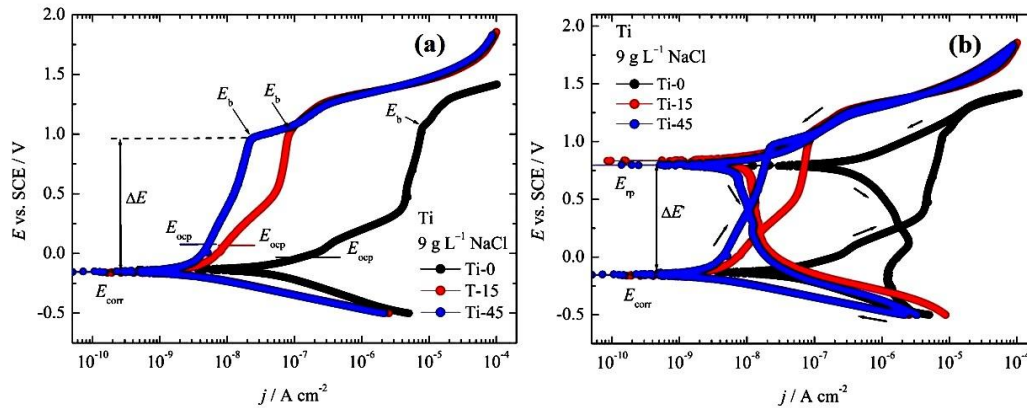 (a)
2.0
1.5
1.0
0.5
0.0
-0.5
E vs. SCE / V
E_b
E_b
E_b
ΔE
E_ocp
E_ocp
E_ocp
E_corr
Ti
9 g L⁻¹ NaCl
Ti-0
T-15
Ti-45
10⁻¹⁰ 10⁻⁹ 10⁻⁸ 10⁻⁷ 10⁻⁶ 10⁻⁵ 10⁻⁴
j / A cm⁻²
(b)
2.0
1.5
1.0
0.5
0.0
-0.5
E vs. SCE / V
Ti
9 g L⁻¹ NaCl
Ti-0
Ti-15
Ti-45
E_rp
ΔE
E_corr
10⁻¹⁰ 10⁻⁹ 10⁻⁸ 10⁻⁷ 10⁻⁶ 10⁻⁵ 10⁻⁴
j / A cm⁻²